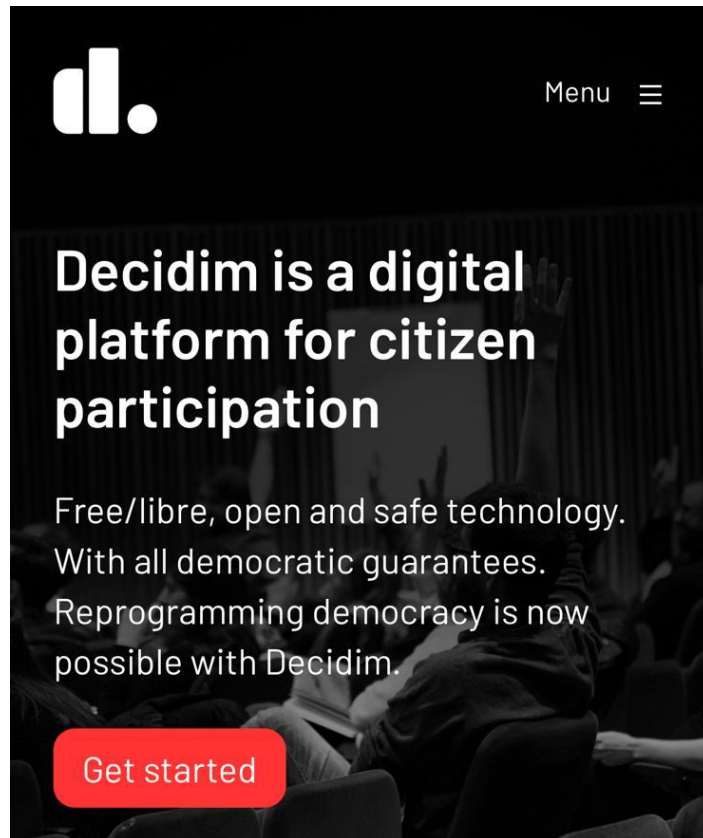 Menu
Decidim is a digital
platform for citizen
participation
Free/libre, open and safe technology.
With all democratic guarantees.
Reprogramming democracy is now
possible with Decidim.
Get started